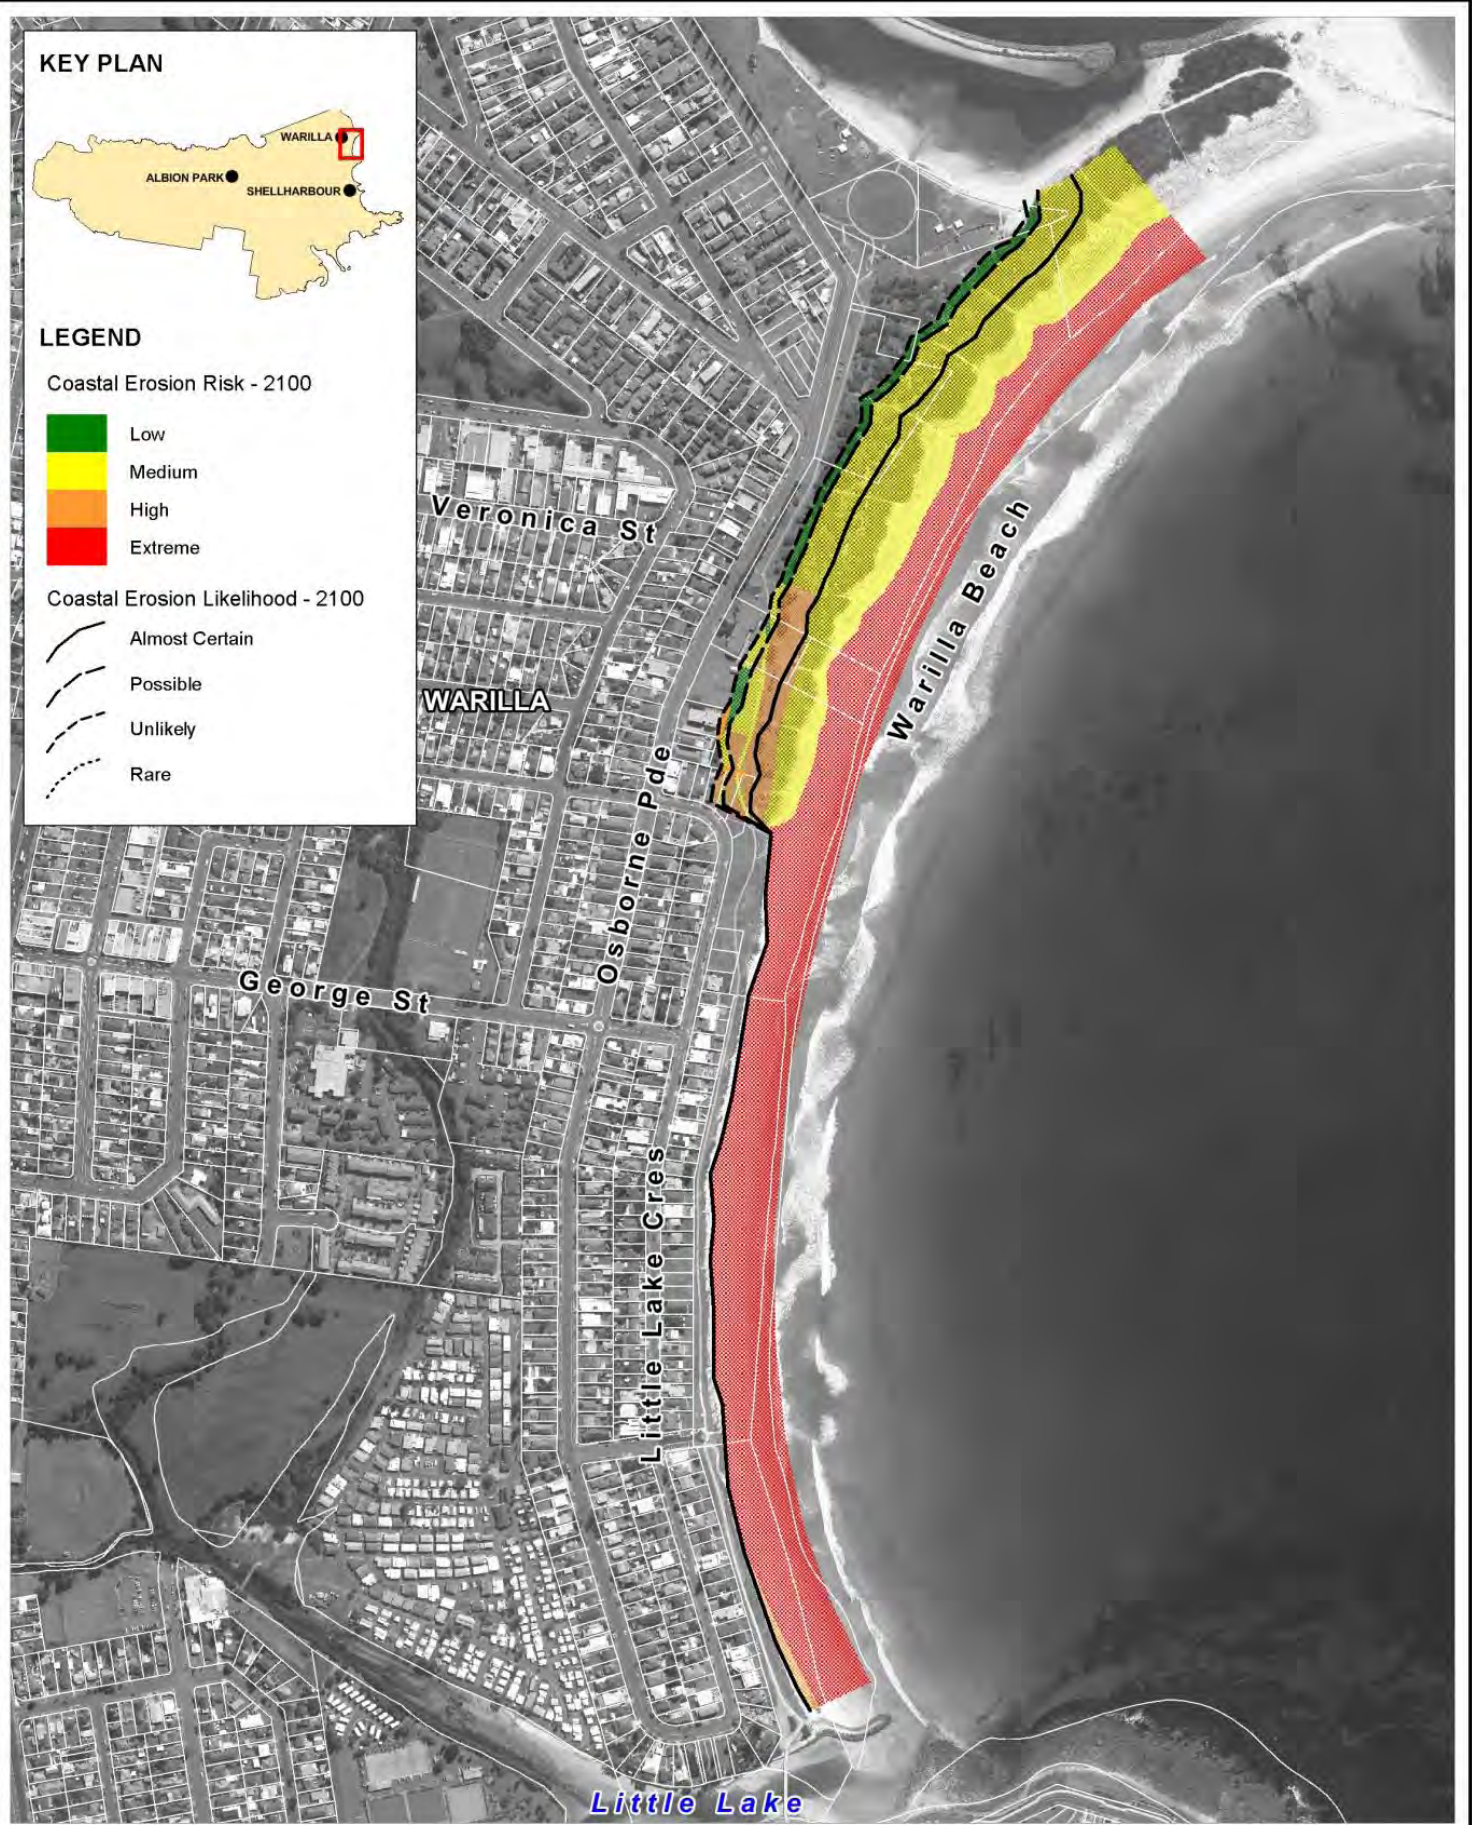 KEY PLAN
WARILLA
ALBION PARK
SHELLHARBOUR
LEGEND
Coastal Erosion Risk - 2100
Low
Medium
High
Extreme
Coastal Erosion Likelihood - 2100
Almost Certain
Possible
Unlikely
Rare
Veronica St
WARILLA
Warilla Beach
Osborne Pde
George St
Little Lake Cres
Little Lake